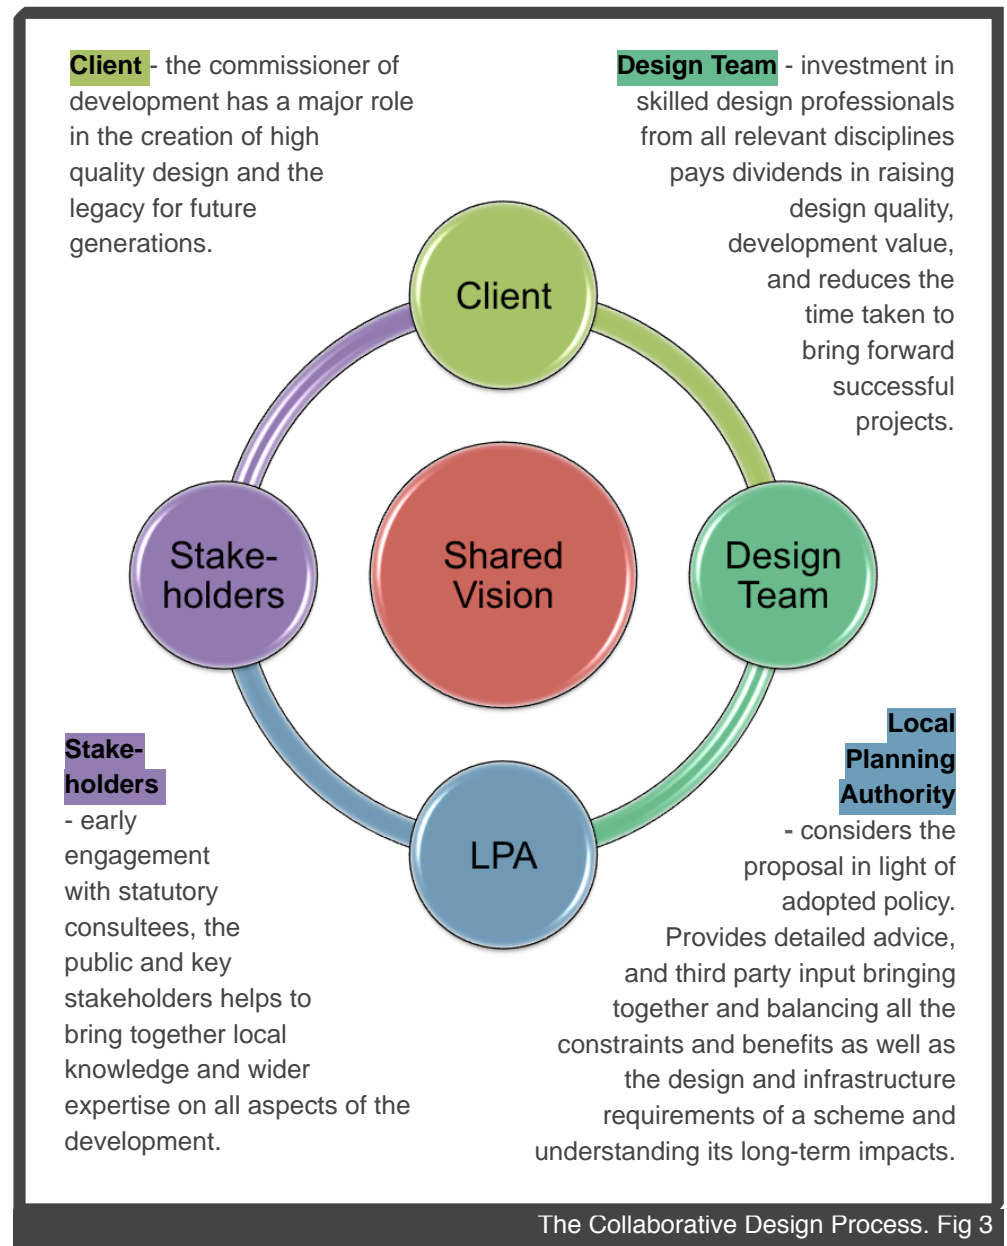 Client - the commissioner of
development has a major role
in the creation of high
quality design and the
legacy for future
generations.
Design Team - investment in
skilled design professionals
from all relevant disciplines
pays dividends in raising
design quality,
development value,
and reduces the
time taken to
bring forward
successful
projects.
Client
Stake-
holders
Shared
Vision
Design
Team
LPA
Stake-
holders
- early
engagement
with statutory
consultees, the
public and key
stakeholders helps to
bring together local
knowledge and wider
expertise on all aspects of the
development.
Local
Planning
Authority
- considers the
proposal in light of
adopted policy.
Provides detailed advice,
and third party input bringing
together and balancing all the
constraints and benefits as well as
the design and infrastructure
requirements of a scheme and
understanding its long-term impacts.
The Collaborative Design Process. Fig 3